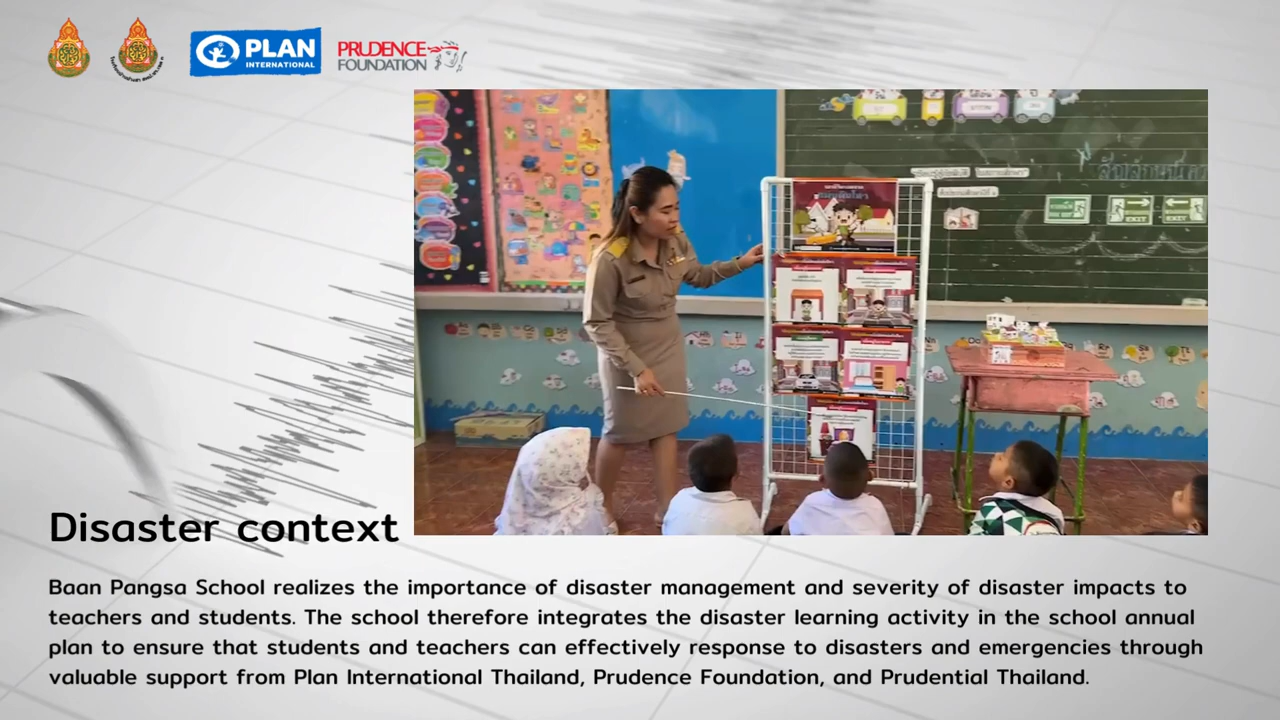 PLAN
INTERNATIONAL
PRUDENCE
FOUNDATION
EXIT
EXIT
Disaster context
Baan Pangsa School realizes the importance of disaster management and severity of disaster impacts to
teachers and students. The school therefore integrates the disaster learning activity in the school annual
plan to ensure that students and teachers can effectively response to disasters and emergencies through
valuable support from Plan International Thailand, Prudence Foundation, and Prudential Thailand.